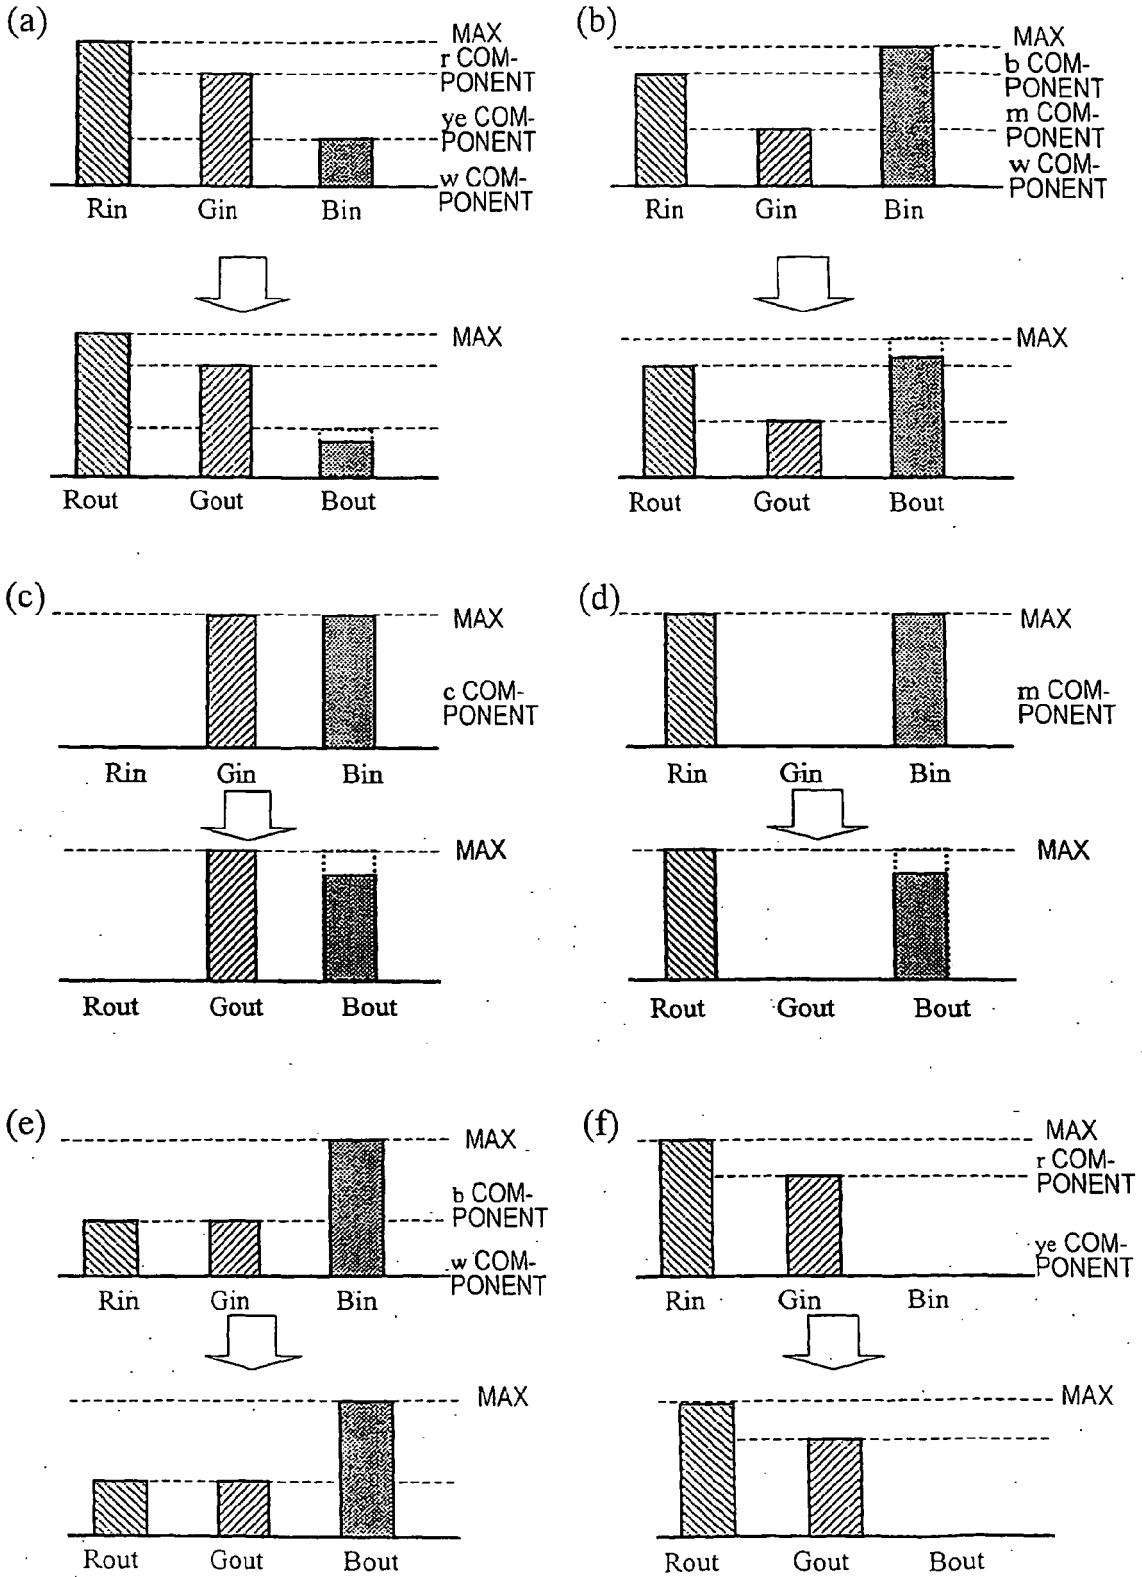 (a)
MAX
r COM-
PONENT
ye COM-
PONENT
w COM-
PONENT
Rin Gin Bin
MAX
Rout Gout Bout
(b)
MAX
b COM-
PONENT
m COM-
PONENT
w COM-
PONENT
Rin Gin Bin
MAX
Rout Gout Bout
(c)
MAX
c COM-
PONENT
Rin Gin Bin
MAX
Rout Gout Bout
(d)
MAX
m COM-
PONENT
Rin Gin Bin
MAX
Rout Gout Bout
(e)
MAX
b COM-
PONENT
w COM-
PONENT
Rin Gin Bin
MAX
Rout Gout Bout
(f)
MAX
r COM-
PONENT
ye COM-
PONENT
Rin Gin Bin
MAX
Rout Gout Bout